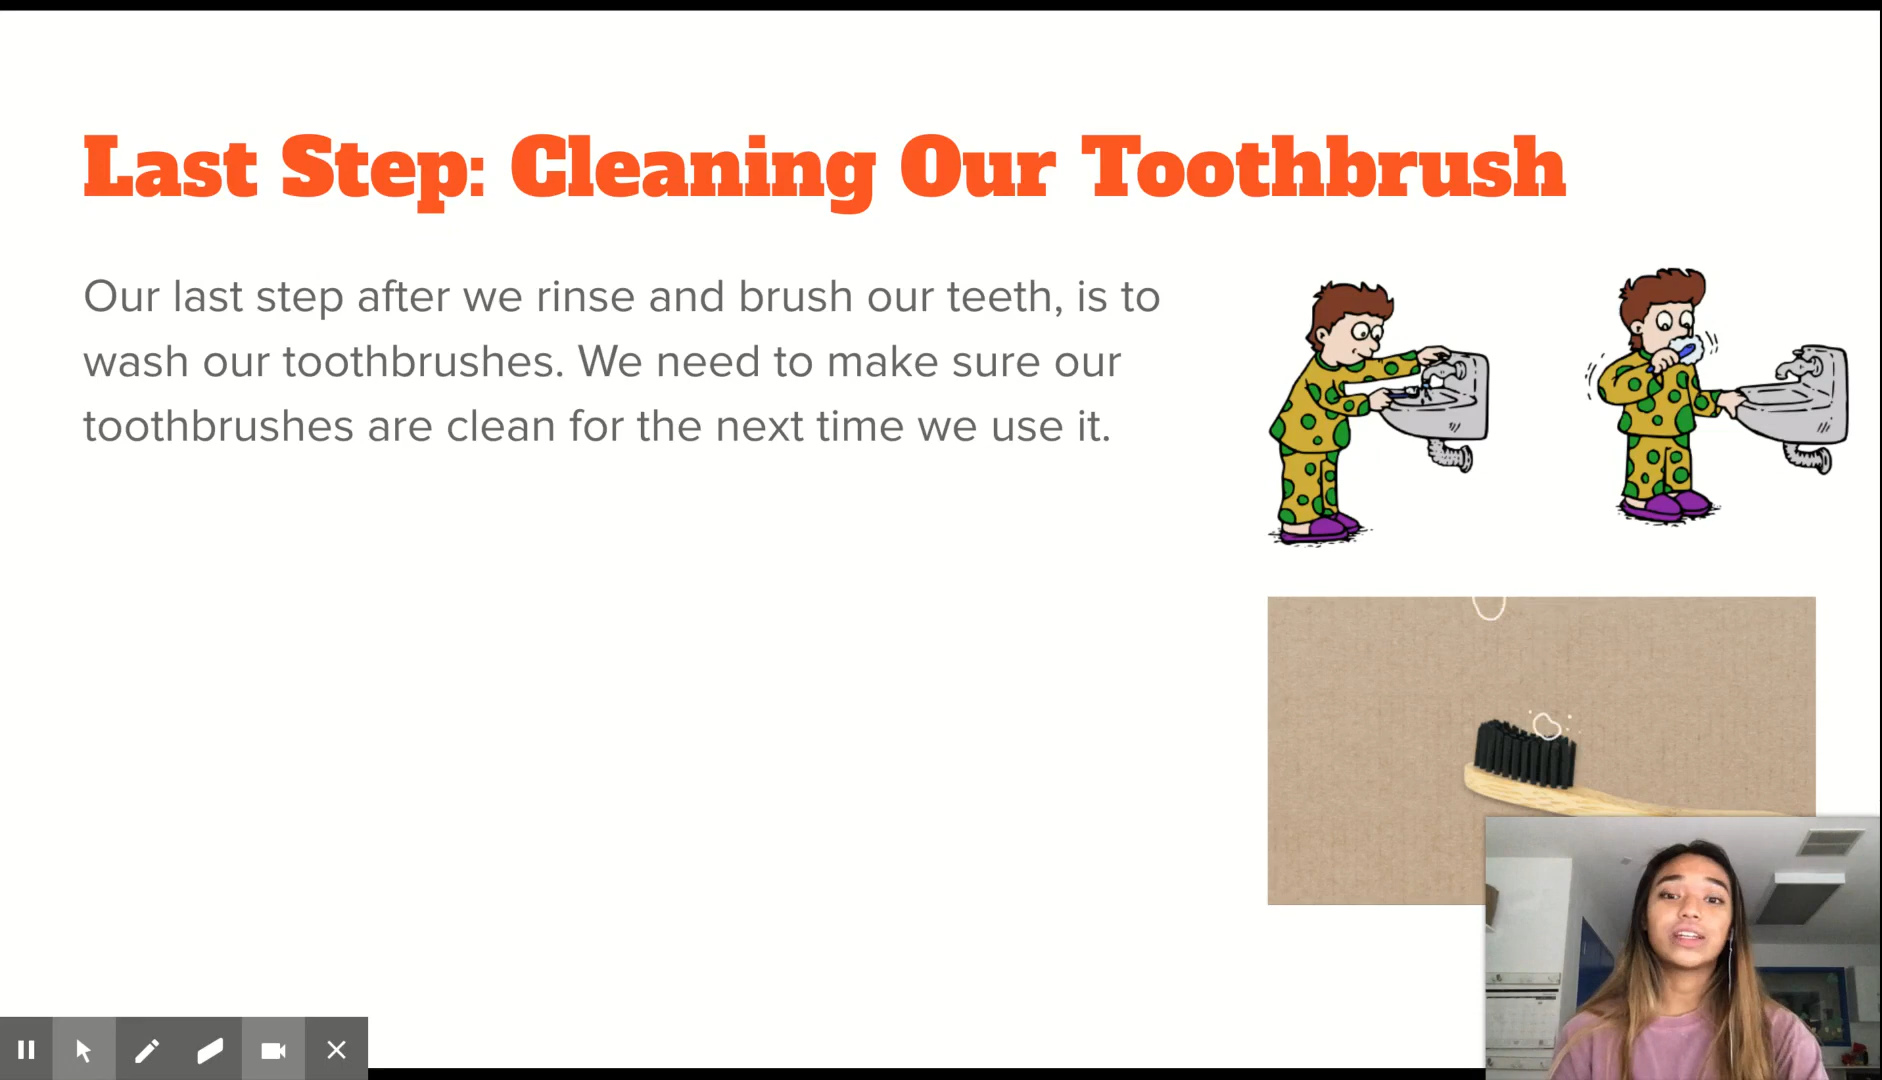 Last Step: Cleaning Our Toothbrush
Our last step after we rinse and brush our teeth, is to
wash our toothbrushes. We need to make sure our
toothbrushes are clean for the next time we use it.